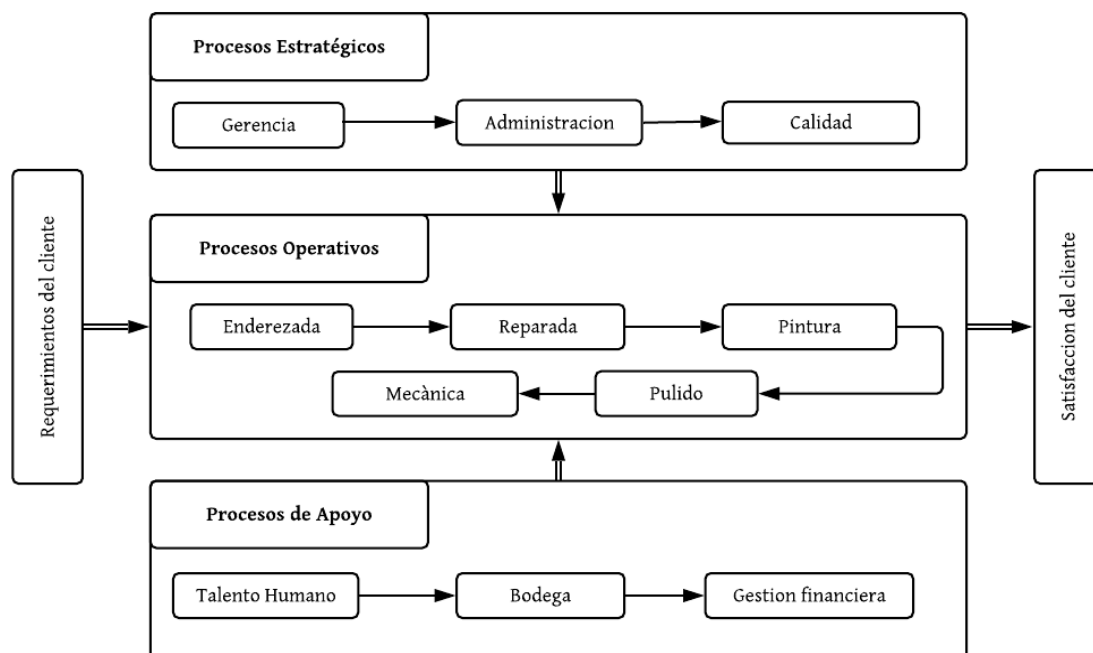 Procesos Estratégicos
Gerencia
Administracion
Calidad
Requerimientos del cliente
Procesos Operativos
Enderezada
Reparada
Pintura
Mecànica
Pulido
Satisfaccion del cliente
Procesos de Apoyo
Talento Humano
Bodega
Gestion financiera